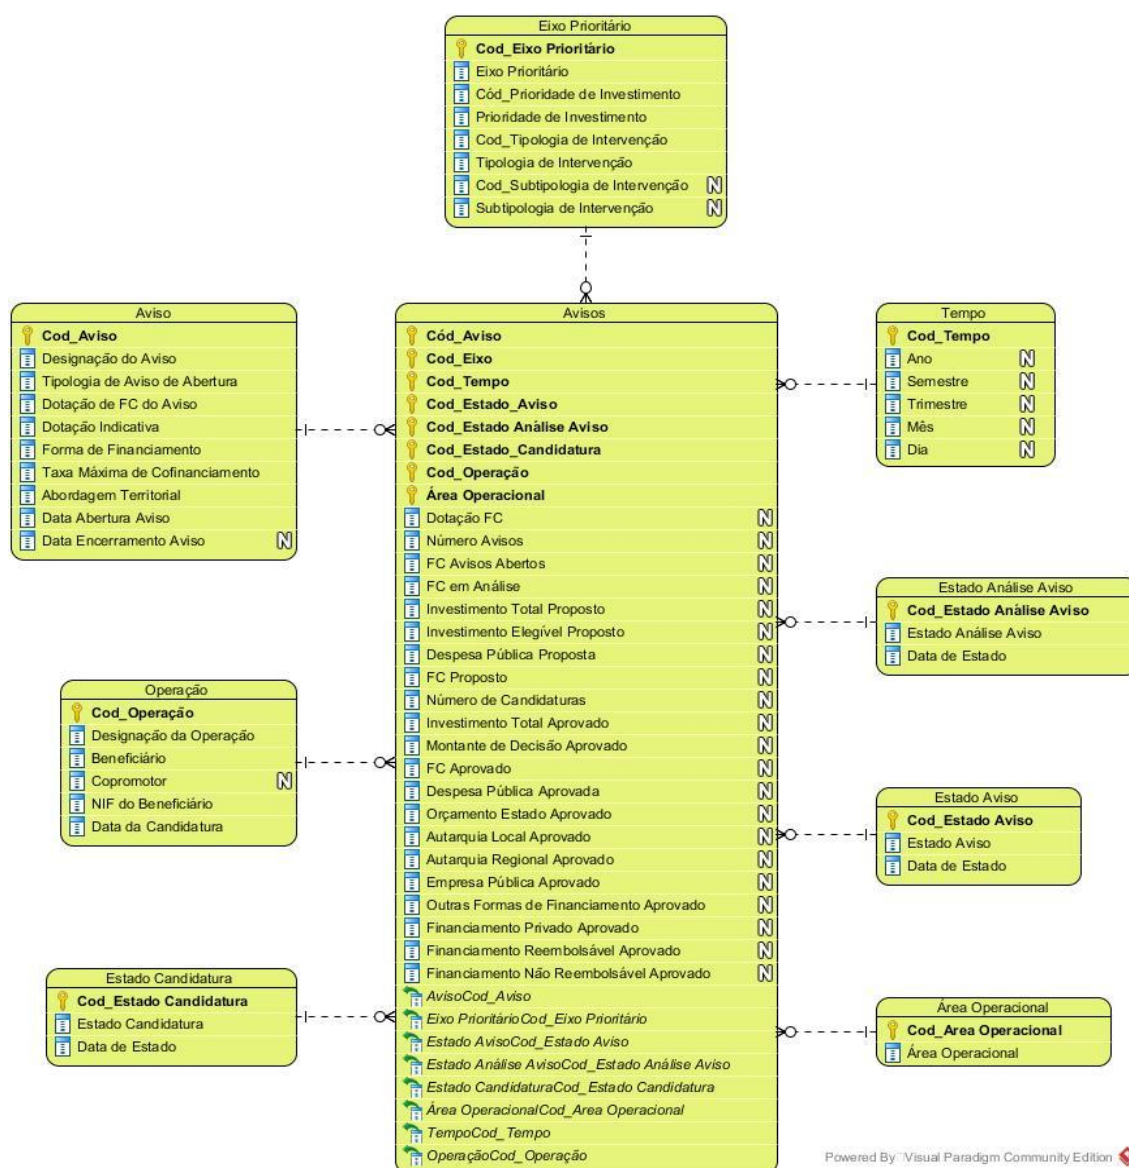 Eixo Prioritário
Cod_Eixo Prioritário
Eixo Prioritário
Cód_Prioridade de Investimento
Prioridade de Investimento
Cod_Tipologia de Intervenção
Tipologia de Intervenção
Cod_Subtipologia de Intervenção N
Subtipologia de Intervenção N
Aviso
Cod_Aviso
Designação do Aviso
Tipologia de Aviso de Abertura
Dotação de FC do Aviso
Dotação Indicativa
Forma de Financiamento
Taxa Máxima de Cofinanciamento
Abordagem Territorial
Data Abertura Aviso
Data Encerramento Aviso N
Operação
Cod_Operação
Designação da Operação
Beneficiário
Copromotor N
NIF do Beneficiário
Data da Candidatura
Estado Candidatura
Cod_Estado Candidatura
Estado Candidatura
Data de Estado
Avisos
Cód_Aviso
Cod_Eixo
Cod_Tempo
Cod_Estado_Aviso
Cod_Estado Análise Aviso
Cod_Estado_Candidatura
Cod_Operação
Área Operacional
Dotação FC N
Número Avisos N
FC Avisos Abertos N
FC em Análise N
Investimento Total Proposto N
Investimento Elegível Proposto N
Despesa Pública Proposta N
FC Proposto N
Número de Candidaturas N
Investimento Total Aprovado N
Montante de Decisão Aprovado N
FC Aprovado N
Despesa Pública Aprovada N
Orçamento Estado Aprovado N
Autarquia Local Aprovado N
Autarquia Regional Aprovado N
Empresa Pública Aprovado N
Outras Formas de Financiamento Aprovado N
Financiamento Privado Aprovado N
Financiamento Reembolsável Aprovado N
Financiamento Não Reembolsável Aprovado N
AvisoCod_Aviso
Eixo PrioritárioCod_Eixo Prioritário
Estado AvisoCod_Estado Aviso
Estado Análise AvisoCod_Estado Análise Aviso
Estado CandidaturaCod_Estado Candidatura
Área OperacionalCod_Area Operacional
TempoCod_Tempo
OperaçãoCod_Operação
Tempo
Cod_Tempo
Ano N
Semestre N
Trimestre N
Mês N
Dia N
Estado Análise Aviso
Cod_Estado Análise Aviso
Estado Análise Aviso
Data de Estado
Estado Aviso
Cod_Estado Aviso
Estado Aviso
Data de Estado
Área Operacional
Cod_Area Operacional
Área Operacional
Powered By Visual Paradigm Community Edition